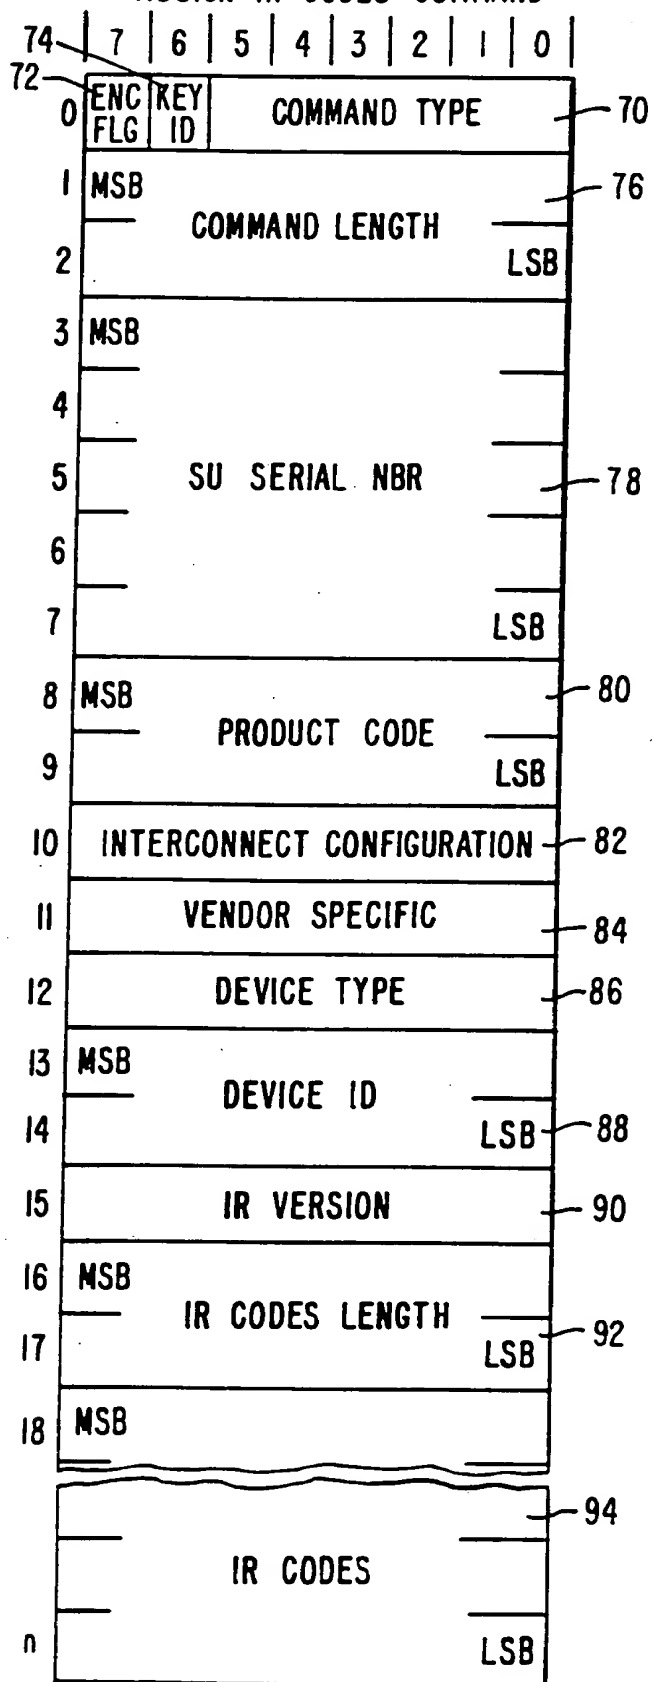 ASSIGN IR CODES COMMAND
74
7 6 5 4 3 2 1 0
72
0 ENC FLG KEY ID COMMAND TYPE 70
1 MSB 76
COMMAND LENGTH
2 LSB
3 MSB
4
5 SU SERIAL NBR 78
6
7 LSB
8 MSB 80
PRODUCT CODE
9 LSB
10 INTERCONNECT CONFIGURATION 82
11 VENDOR SPECIFIC 84
12 DEVICE TYPE 86
13 MSB
DEVICE ID
14 LSB 88
15 IR VERSION 90
16 MSB
IR CODES LENGTH 92
17 LSB
18 MSB
94
IR CODES
n LSB